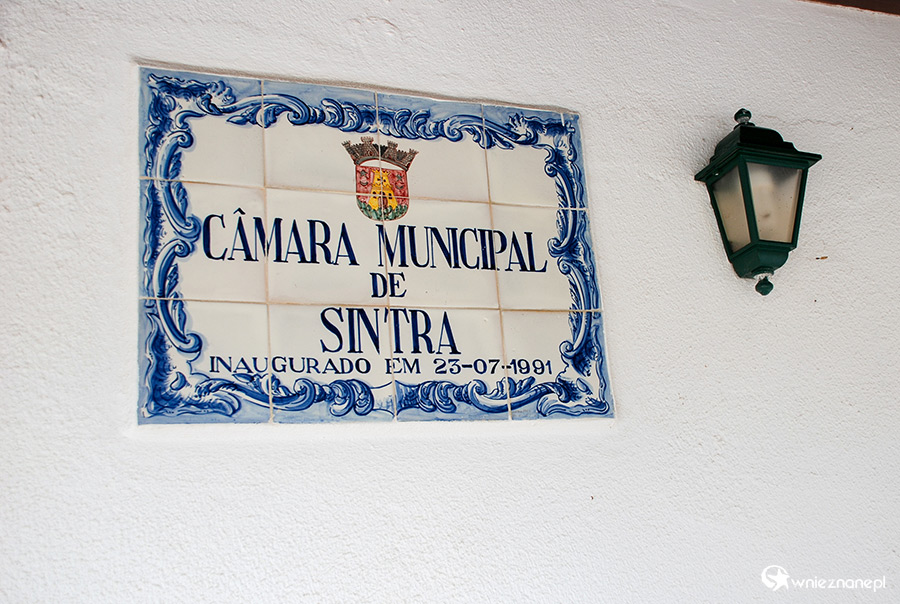 CÂMARA MUNICIPAL
DE
SINTRA
INAUGURADO EM 23-07-1991
wnieznane.pl